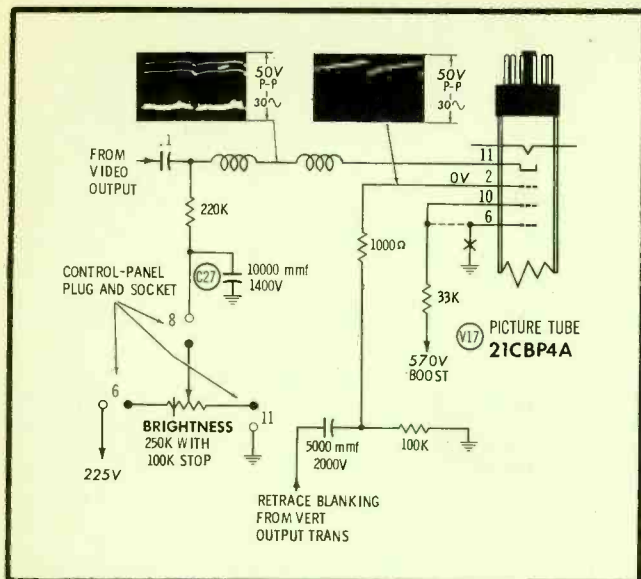 50V
P-P
30∿
50V
P-P
30∿
.1
FROM
VIDEO
OUTPUT
11
0V 2
10
6
220K
1000Ω
C27
10000 mmf
1400V
CONTROL-PANEL
PLUG AND SOCKET
8
33K
V17 PICTURE TUBE
21CBP4A
570V
BOOST
6
11
BRIGHTNESS
250K WITH
100K STOP
225V
5000 mmf
2000V
100K
RETRACE BLANKING
FROM VERT
OUTPUT TRANS